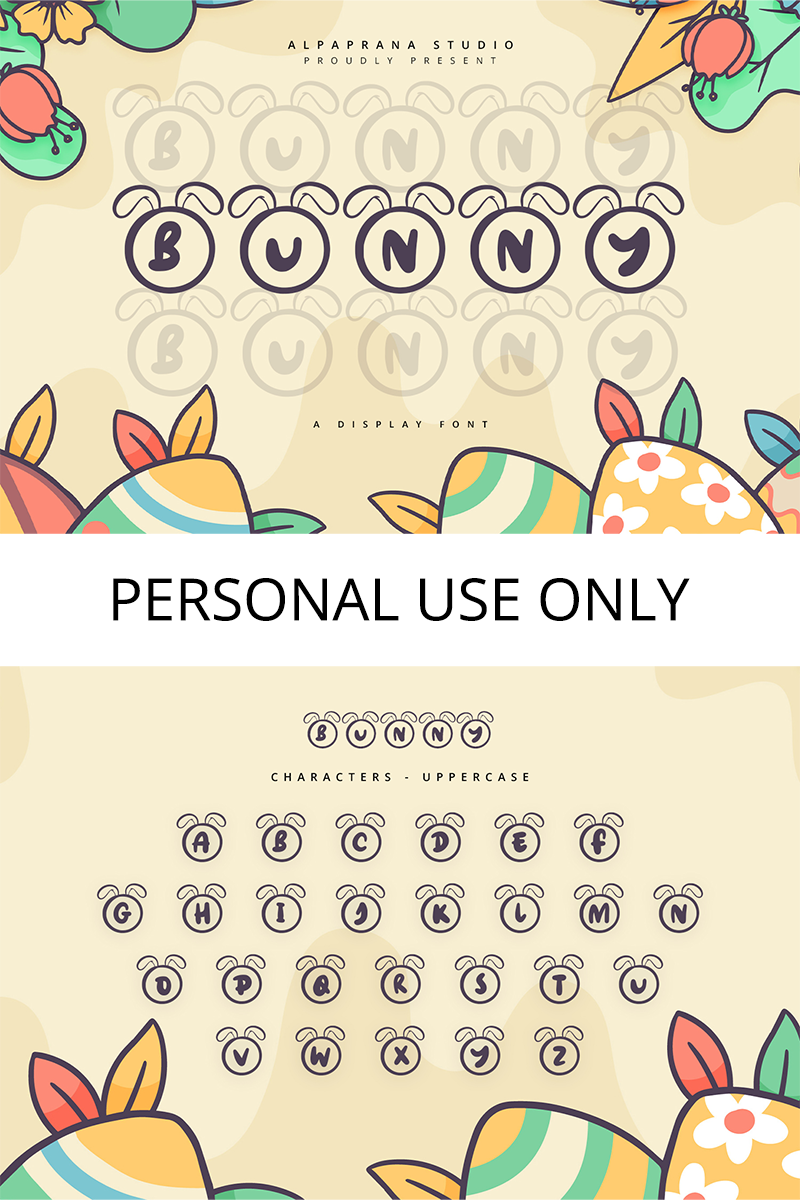 ALPAPRANA STUDIO
PROUDLY PRESENT
BUNNY
BUNNY
BUNNY
A DISPLAY FONT
PERSONAL USE ONLY
BUNNY
CHARACTERS - UPPERCASE
A B C D E f
G H I J K L M N
O P Q R S T U
V W X Y Z